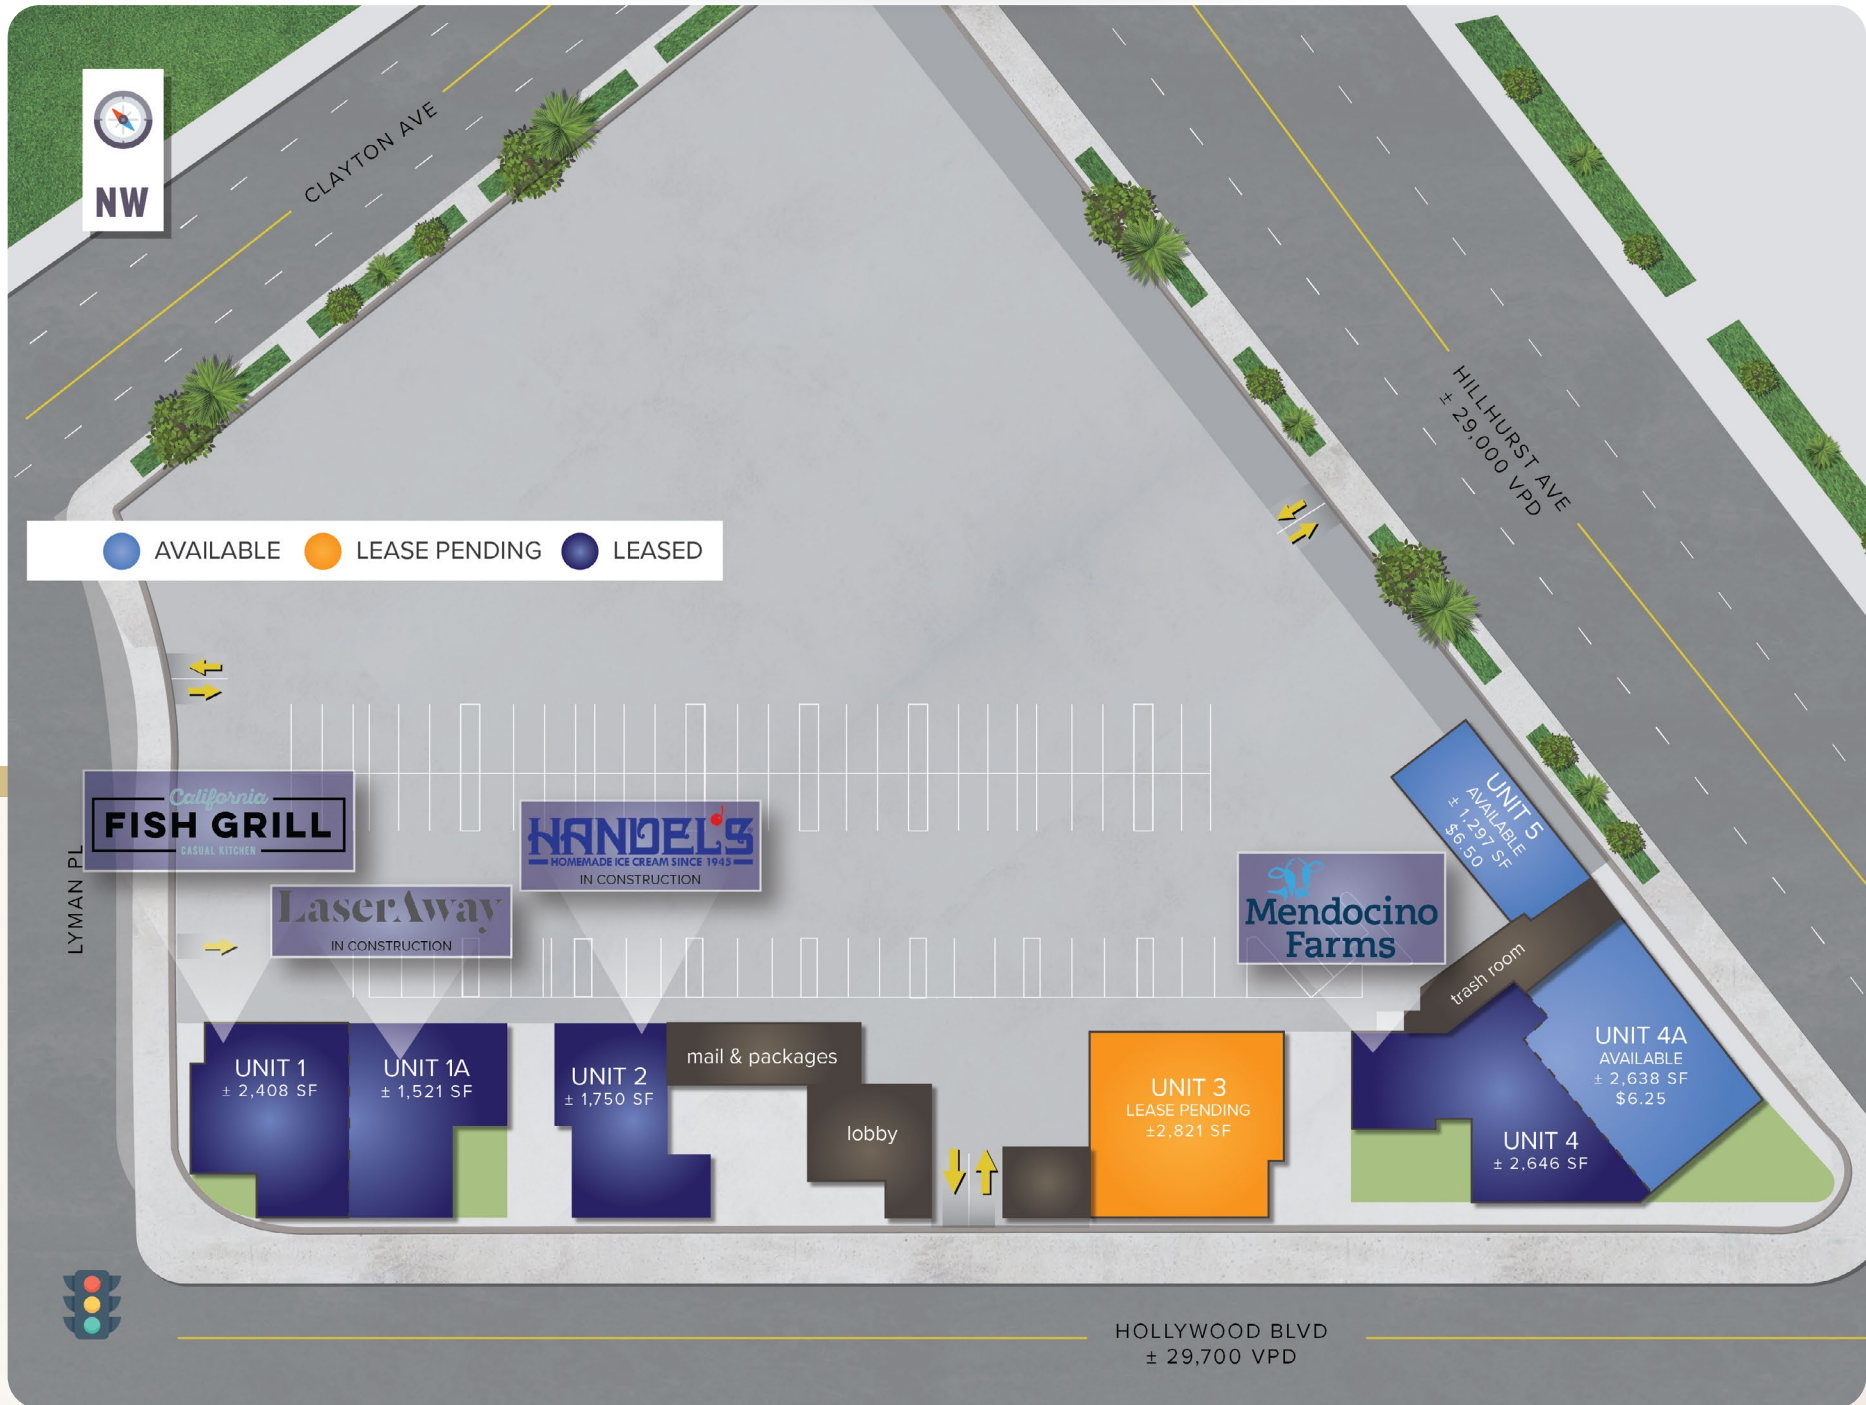 NW
CLAYTON AVE
HILLHURST AVE
± 29,000 VPD
AVAILABLE
LEASE PENDING
LEASED
LYMAN PL
California
FISH GRILL
CASUAL KITCHEN
LaserAway
IN CONSTRUCTION
HANDEL'S
HOMEMADE ICE CREAM SINCE 1945
IN CONSTRUCTION
Mendocino
Farms
UNIT 5
AVAILABLE
± 1,297 SF
$6.50
trash room
UNIT 1
± 2,408 SF
UNIT 1A
± 1,521 SF
UNIT 2
± 1,750 SF
mail & packages
lobby
UNIT 3
LEASE PENDING
±2,821 SF
UNIT 4A
AVAILABLE
± 2,638 SF
$6.25
UNIT 4
± 2,646 SF
HOLLYWOOD BLVD
± 29,700 VPD